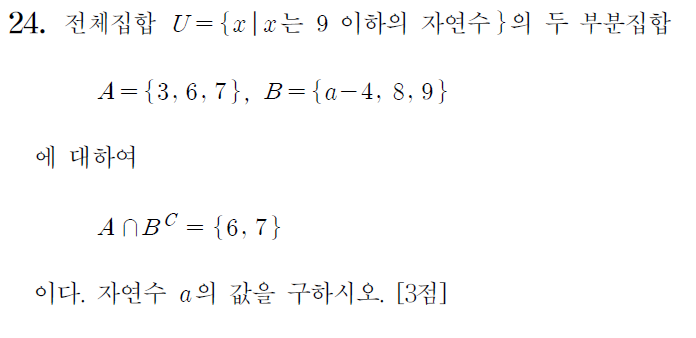 24. 전체집합 U={x|x는 9 이하의 자연수}의 두 부분집합
A={3, 6, 7}, B={a-4, 8, 9}
에 대하여
A∩B^C={6, 7}
이다. 자연수 a의 값을 구하시오. [3점]